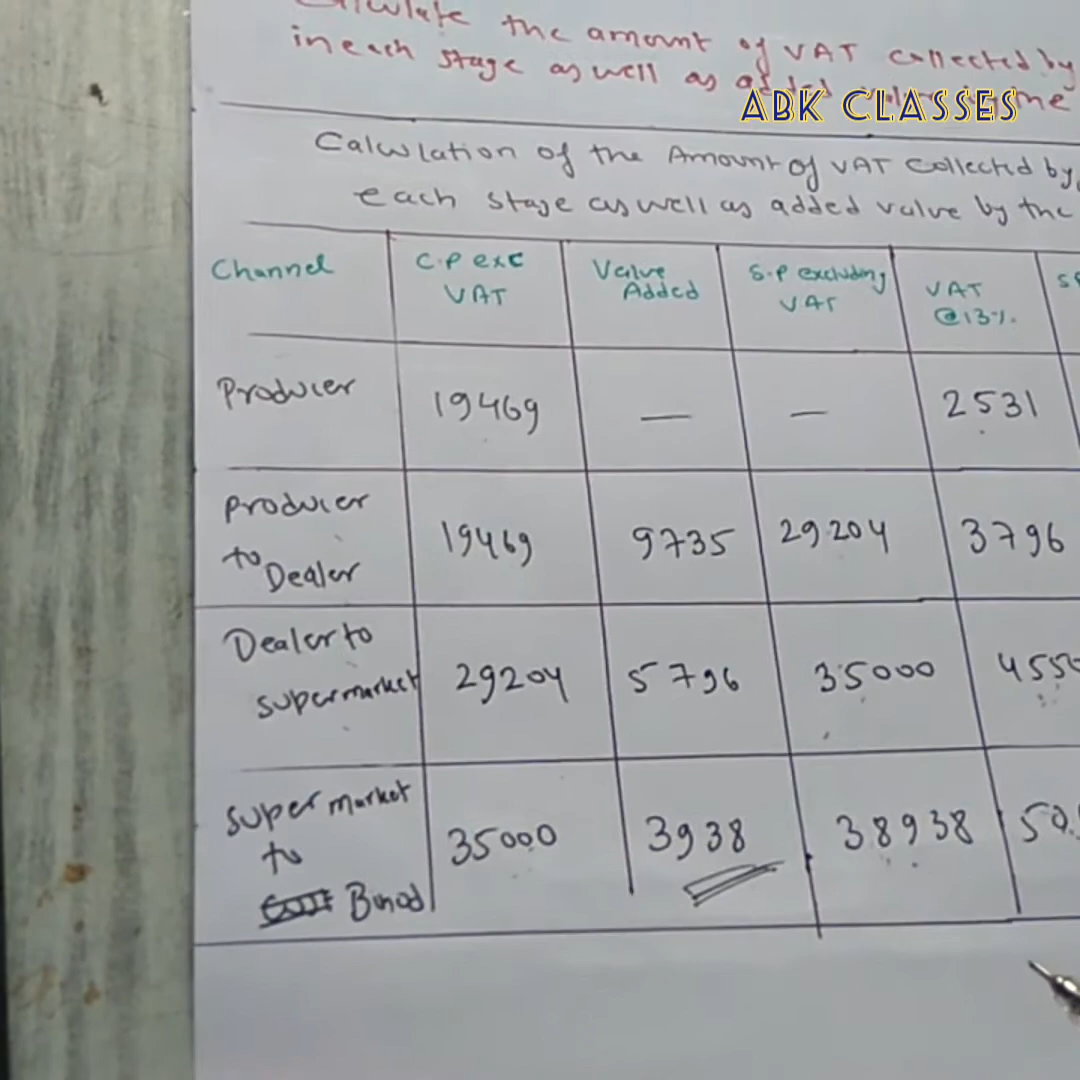 Calculate the amount of VAT collected by
in each stage as well as added
ABK CLASSES
Calculation of the Amount of VAT Collected by
each stage as well as added value by the
Channel C.P exc VAT Value Added S.P excluding VAT VAT @13%
Producer 19469 — — 2531
Producer to Dealer 19469 9735 29204 3796
Dealer to supermarket 29204 5796 35000 4550
supermarket to Binod 35000 3938 38938